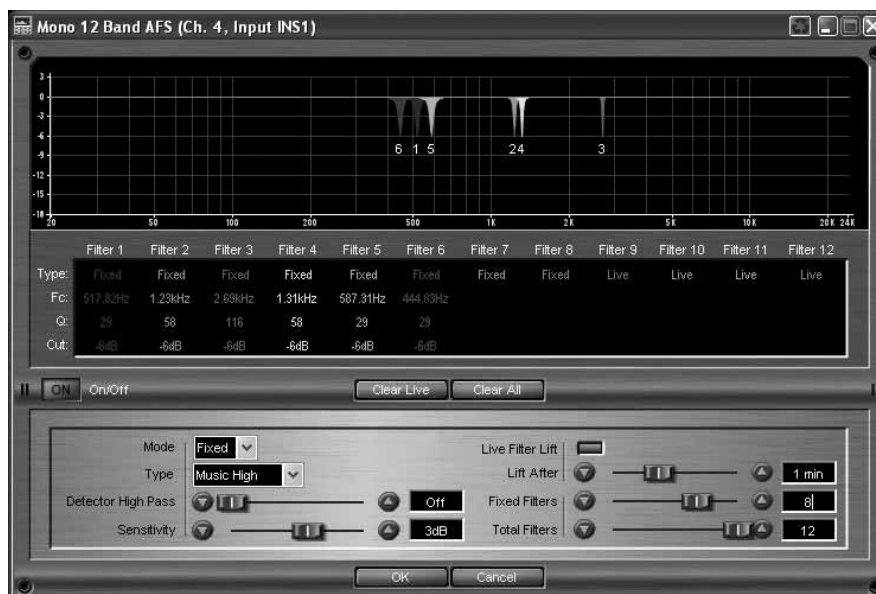 Mono 12 Band AFS (Ch. 4, Input INS1)
3
0
-3
-6
-9
-12
-15
-18
6 1 5 2 4 3
20 50 100 200 500 1K 2K 5K 10K 20K 24K
Filter 1 Filter 2 Filter 3 Filter 4 Filter 5 Filter 6 Filter 7 Filter 8 Filter 9 Filter 10 Filter 11 Filter 12
Type: Fixed Fixed Fixed Fixed Fixed Fixed Fixed Fixed Live Live Live Live
Fc: 517.82Hz 1.23kHz 2.69kHz 1.31kHz 587.31Hz 444.83Hz
Q: 29 58 116 58 29 29
Cut: -6dB -6dB -6dB -6dB -6dB -6dB
ON On/Off Clear Live Clear All
Mode Fixed Live Filter Lift
Type Music High Lift After 1 min
Detector High Pass Off Fixed Filters 8
Sensitivity 3dB Total Filters 12
OK Cancel